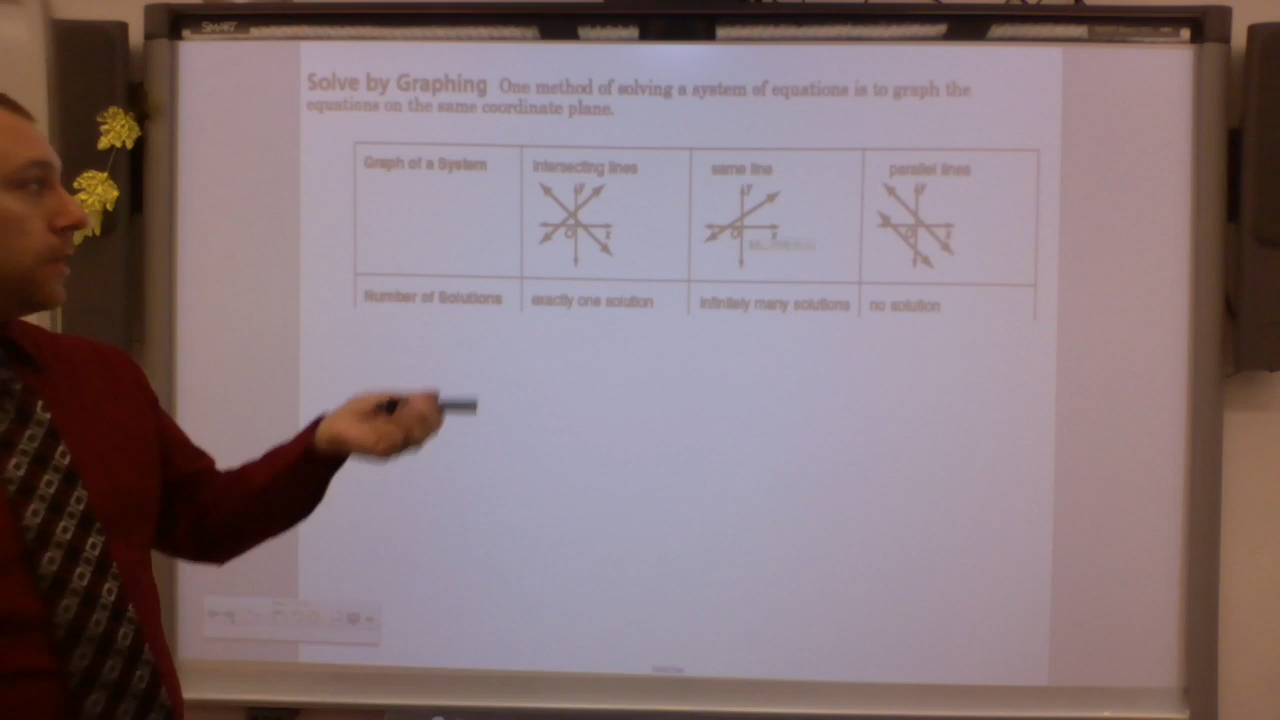 SMART
Solve by Graphing One method of solving a system of equations is to graph the
equations on the same coordinate plane.
Graph of a System intersecting lines same line parallel lines
y y y
O x O x O x
Number of Solutions exactly one solution infinitely many solutions no solution